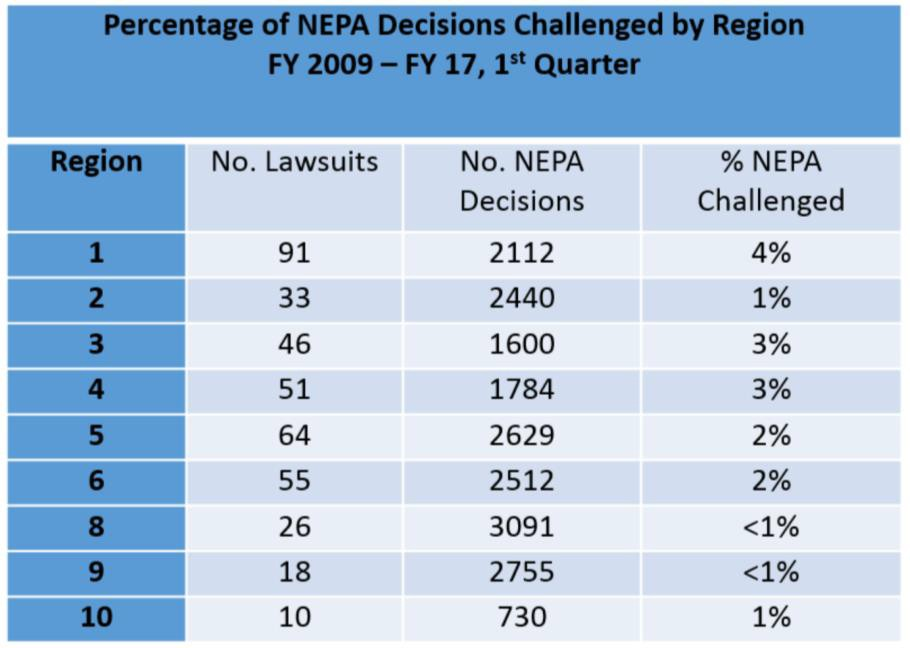 Percentage of NEPA Decisions Challenged by Region
FY 2009 – FY 17, 1st Quarter
Region No. Lawsuits No. NEPA Decisions % NEPA Challenged
1 91 2112 4%
2 33 2440 1%
3 46 1600 3%
4 51 1784 3%
5 64 2629 2%
6 55 2512 2%
8 26 3091 <1%
9 18 2755 <1%
10 10 730 1%